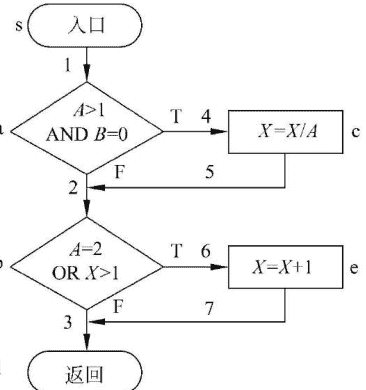 s 入口
1
A>1
AND B=0
T 4
X=X/A
c
F
5
2
A=2
OR X>1
T 6
X=X+1
e
F
7
3
返回